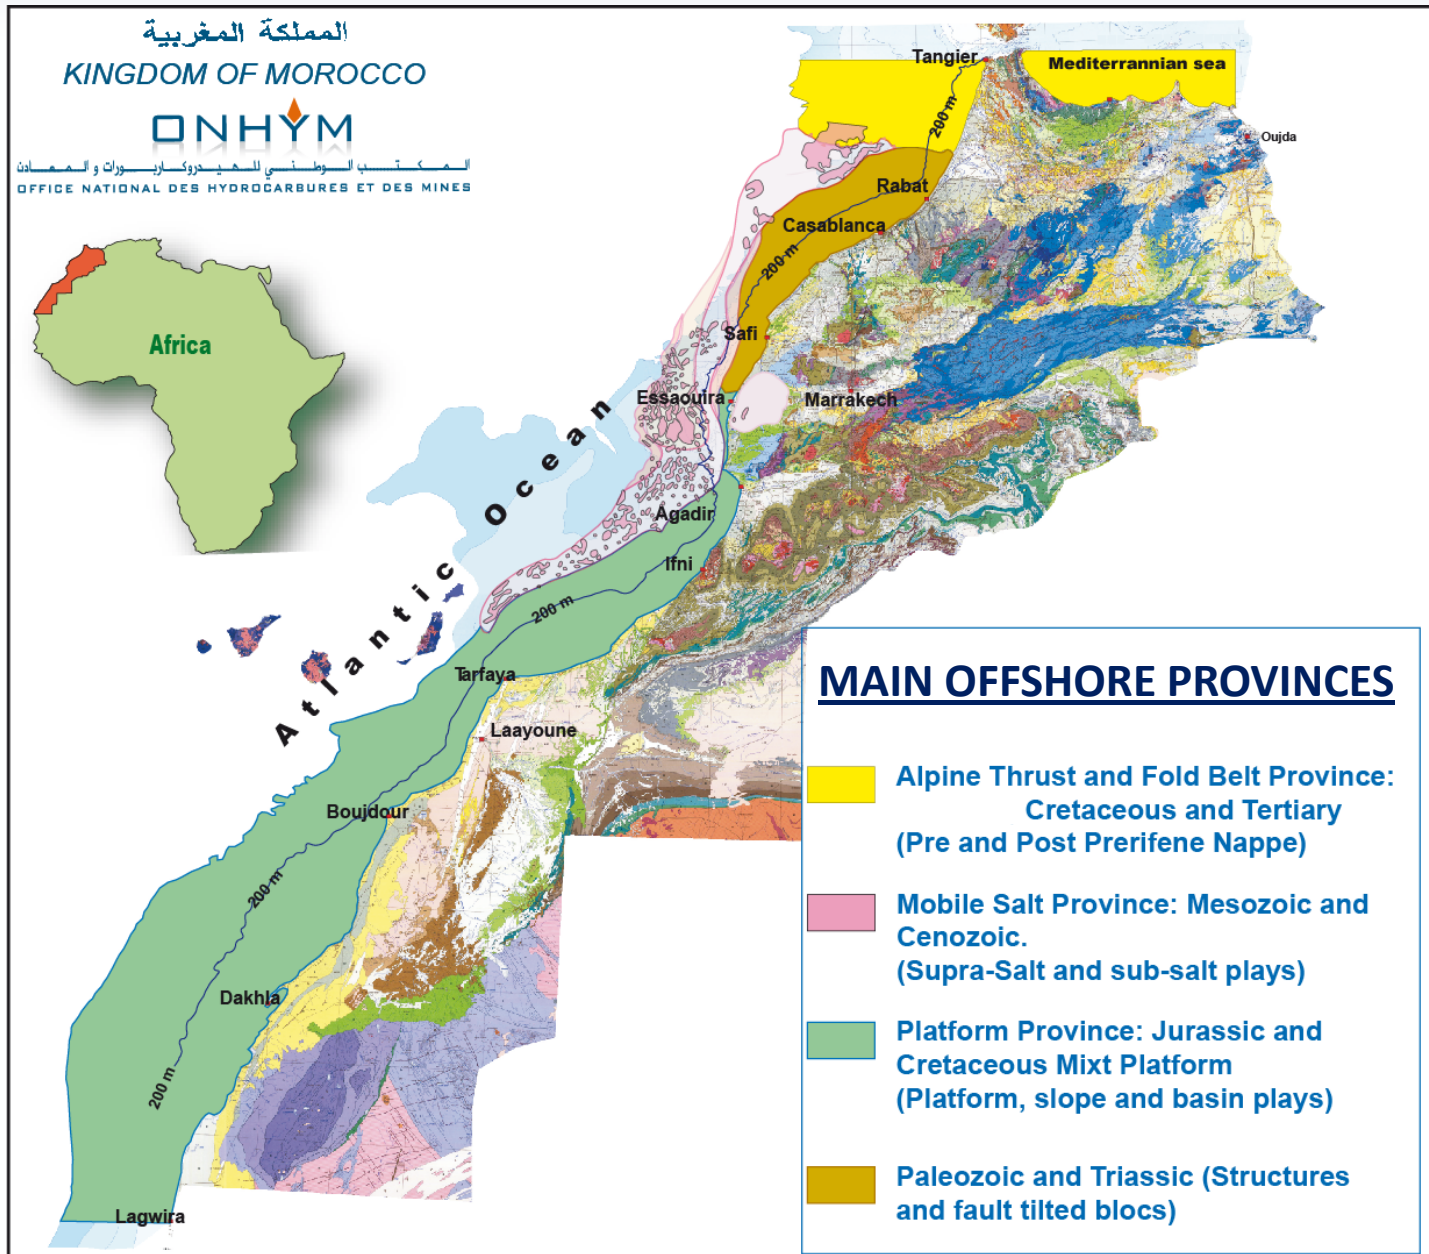 المملكة المغربية
KINGDOM OF MOROCCO
ONHYM
المكتب الوطني للهيدروكاربورات و المعادن
OFFICE NATIONAL DES HYDROCARBURES ET DES MINES
Africa
Tangier
Mediterrannian sea
200 m
Oujda
Rabat
Casablanca
200 m
Safi
Essaouira
Marrakech
Atlantic Ocean
Agadir
Ifni
200 m
Tarfaya
Laayoune
Boujdour
200 m
Dakhla
200 m
Lagwira
MAIN OFFSHORE PROVINCES
Alpine Thrust and Fold Belt Province:
Cretaceous and Tertiary
(Pre and Post Prerifene Nappe)
Mobile Salt Province: Mesozoic and
Cenozoic.
(Supra-Salt and sub-salt plays)
Platform Province: Jurassic and
Cretaceous Mixt Platform
(Platform, slope and basin plays)
Paleozoic and Triassic (Structures
and fault tilted blocs)